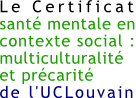 Le Certificat
santé mentale en
contexte social :
multiculturalité
et précarité
de l'UCLouvain